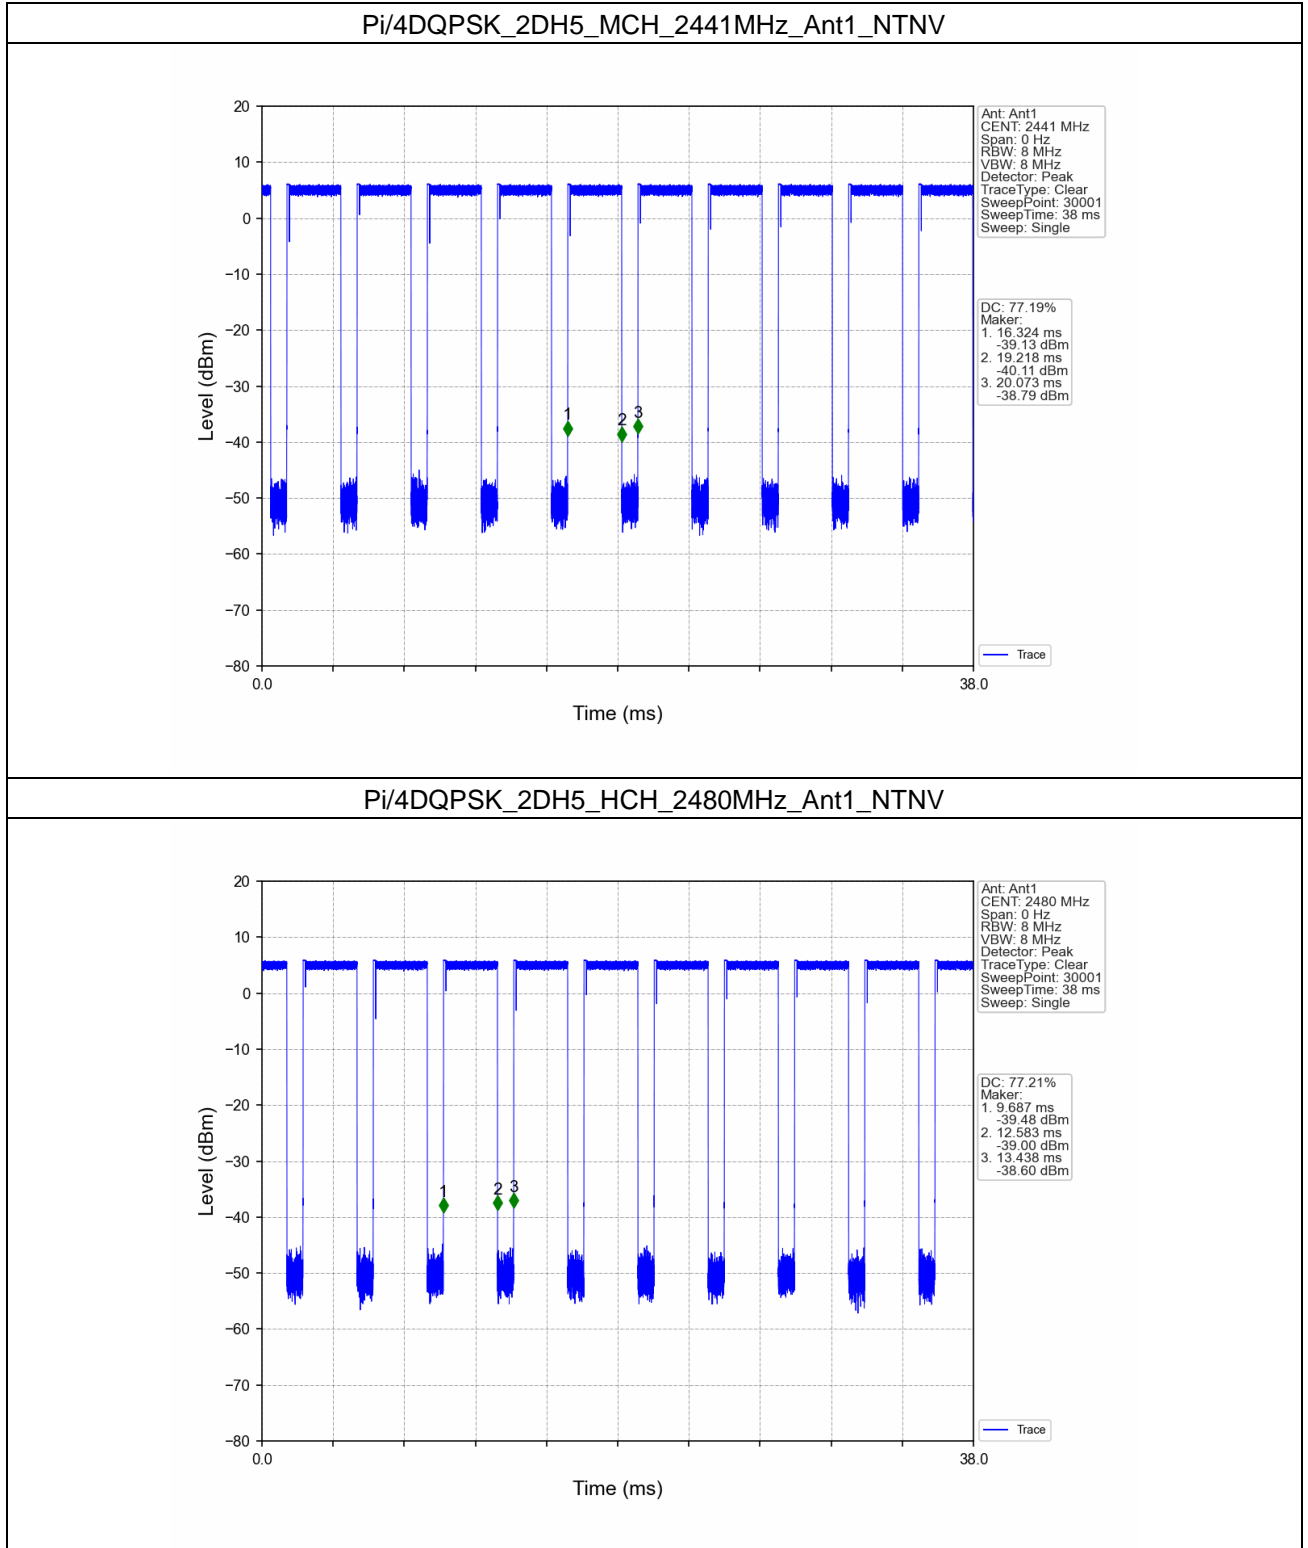 Pi/4DQPSK_2DH5_MCH_2441MHz_Ant1_NTNV
20
10
0
−10
−20
−30
−40
−50
−60
−70
−80
Level (dBm)
0.0
38.0
Time (ms)
1
2
3
Ant: Ant1
CENT: 2441 MHz
Span: 0 Hz
RBW: 8 MHz
VBW: 8 MHz
Detector: Peak
TraceType: Clear
SweepPoint: 30001
SweepTime: 38 ms
Sweep: Single
DC: 77.19%
Maker:
1. 16.324 ms
-39.13 dBm
2. 19.218 ms
-40.11 dBm
3. 20.073 ms
-38.79 dBm
Trace
Pi/4DQPSK_2DH5_HCH_2480MHz_Ant1_NTNV
20
10
0
−10
−20
−30
−40
−50
−60
−70
−80
Level (dBm)
0.0
38.0
Time (ms)
1
2
3
Ant: Ant1
CENT: 2480 MHz
Span: 0 Hz
RBW: 8 MHz
VBW: 8 MHz
Detector: Peak
TraceType: Clear
SweepPoint: 30001
SweepTime: 38 ms
Sweep: Single
DC: 77.21%
Maker:
1. 9.687 ms
-39.48 dBm
2. 12.583 ms
-39.00 dBm
3. 13.438 ms
-38.60 dBm
Trace